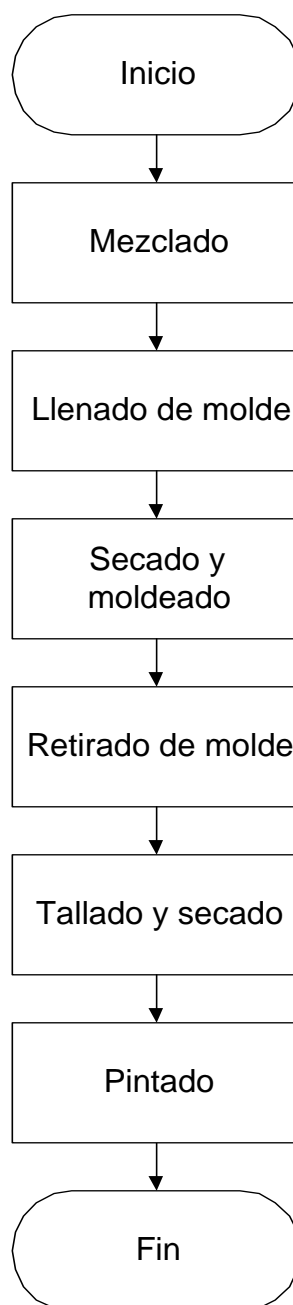 Inicio
Mezclado
Llenado de molde
Secado y
moldeado
Retirado de molde
Tallado y secado
Pintado
Fin